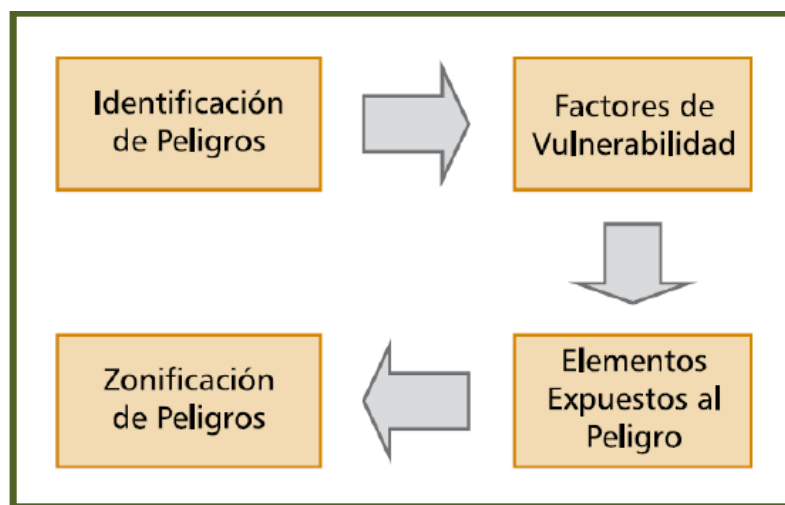 Identificación
de Peligros
Factores de
Vulnerabilidad
Elementos
Expuestos al
Peligro
Zonificación
de Peligros